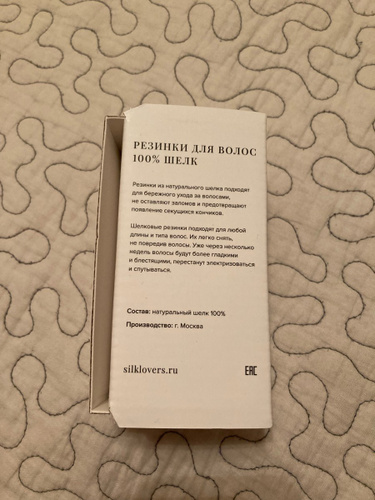 РЕЗИНКИ ДЛЯ ВОЛОС
100% ШЕЛК
Резинки из натурального шелка подходят
для бережного ухода за волосами,
не оставляют заломов и предотвращают
появление секущихся кончиков.
Шелковые резинки подходят для любой
длины и типа волос. Их легко снять,
не повредив волосы. Уже через несколько
недель волосы будут более гладкими
и блестящими, перестанут электризоваться
и спутываться.
Состав: натуральный шелк 100%
Производство: г. Москва
silklovers.ru
EAC